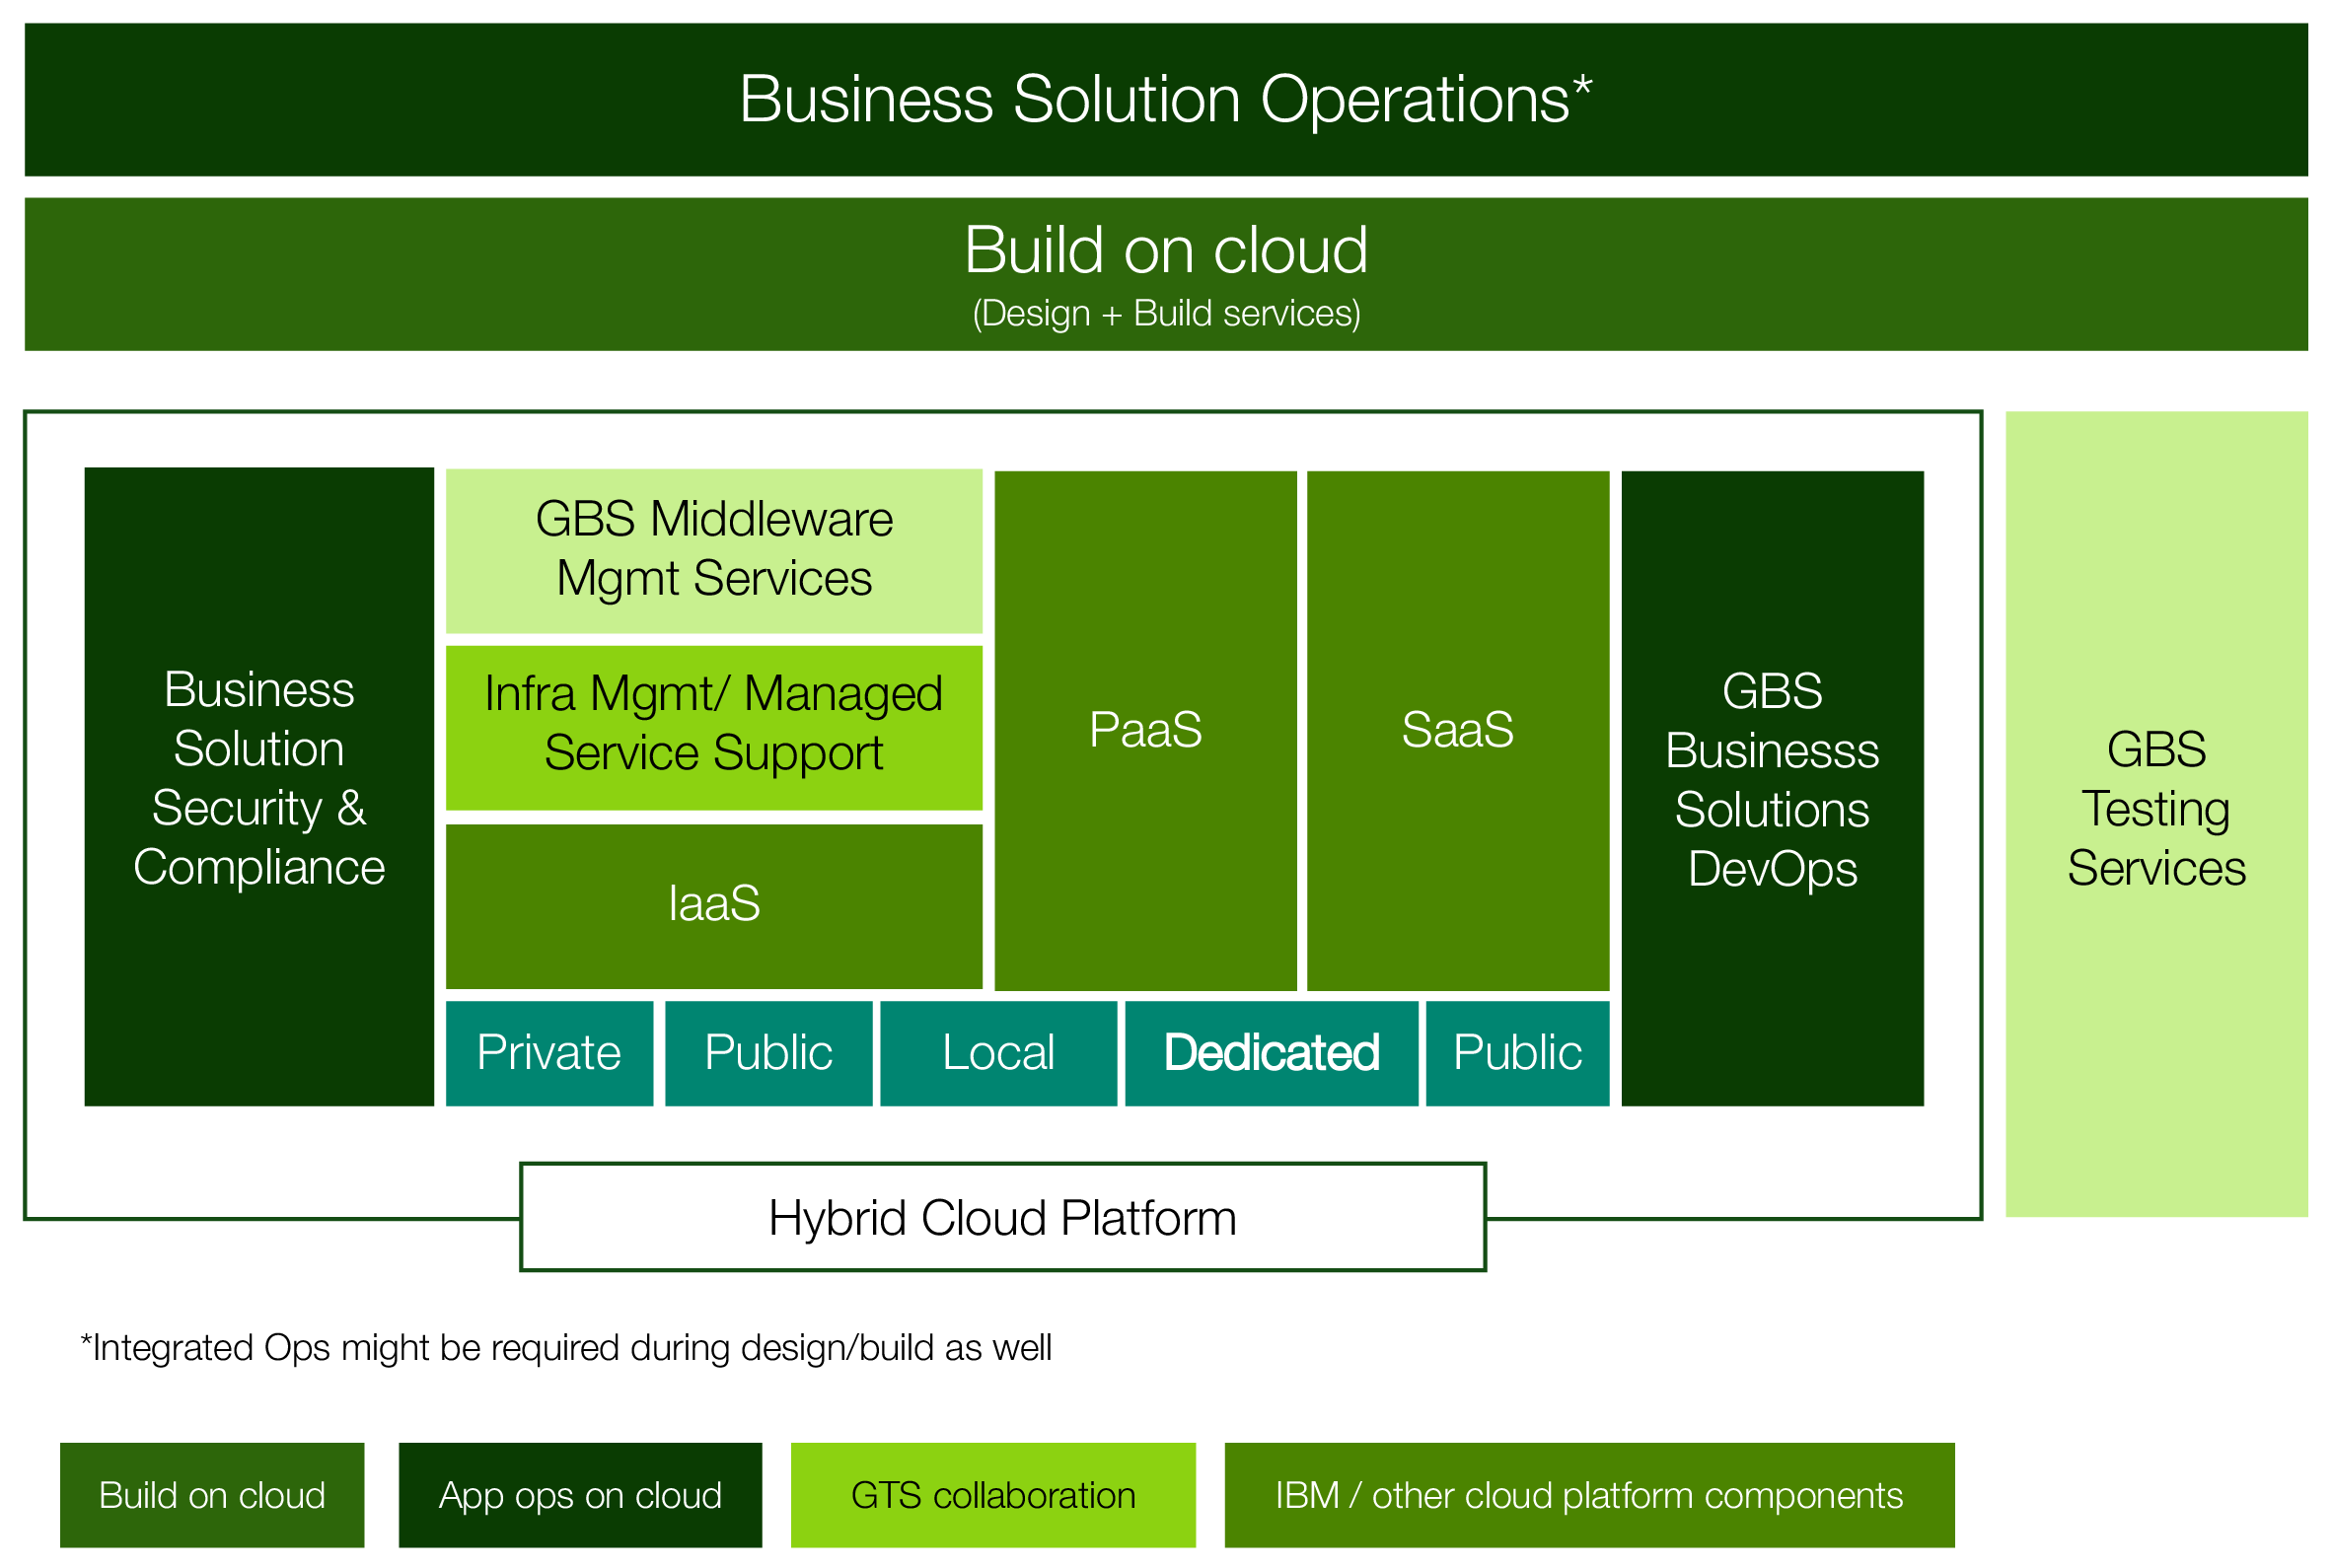 Business Solution Operations*
Build on cloud
(Design + Build services)
Business
Solution
Security &
Compliance
GBS Middleware
Mgmt Services
Infra Mgmt/ Managed
Service Support
IaaS
PaaS
SaaS
GBS
Businesss
Solutions
DevOps
GBS
Testing
Services
Private
Public
Local
Dedicated
Public
Hybrid Cloud Platform
*Integrated Ops might be required during design/build as well
Build on cloud
App ops on cloud
GTS collaboration
IBM / other cloud platform components